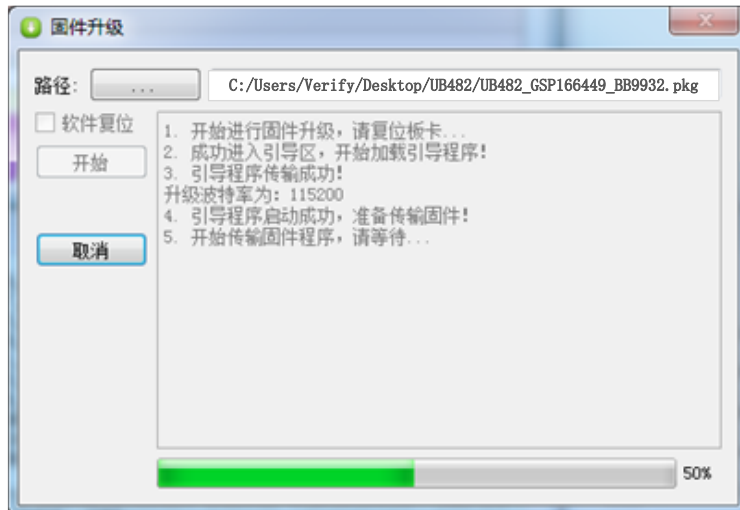 固件升级
路径: ... C:/Users/Verify/Desktop/UB482/UB482_GSP166449_BB9932.pkg
软件复位
开始
取消
1. 开始进行固件升级, 请复位板卡...
2. 成功进入引导区, 开始加载引导程序!
3. 引导程序传输成功!
升级波特率为: 115200
4. 引导程序启动成功, 准备传输固件!
5. 开始传输固件程序, 请等待...
50%